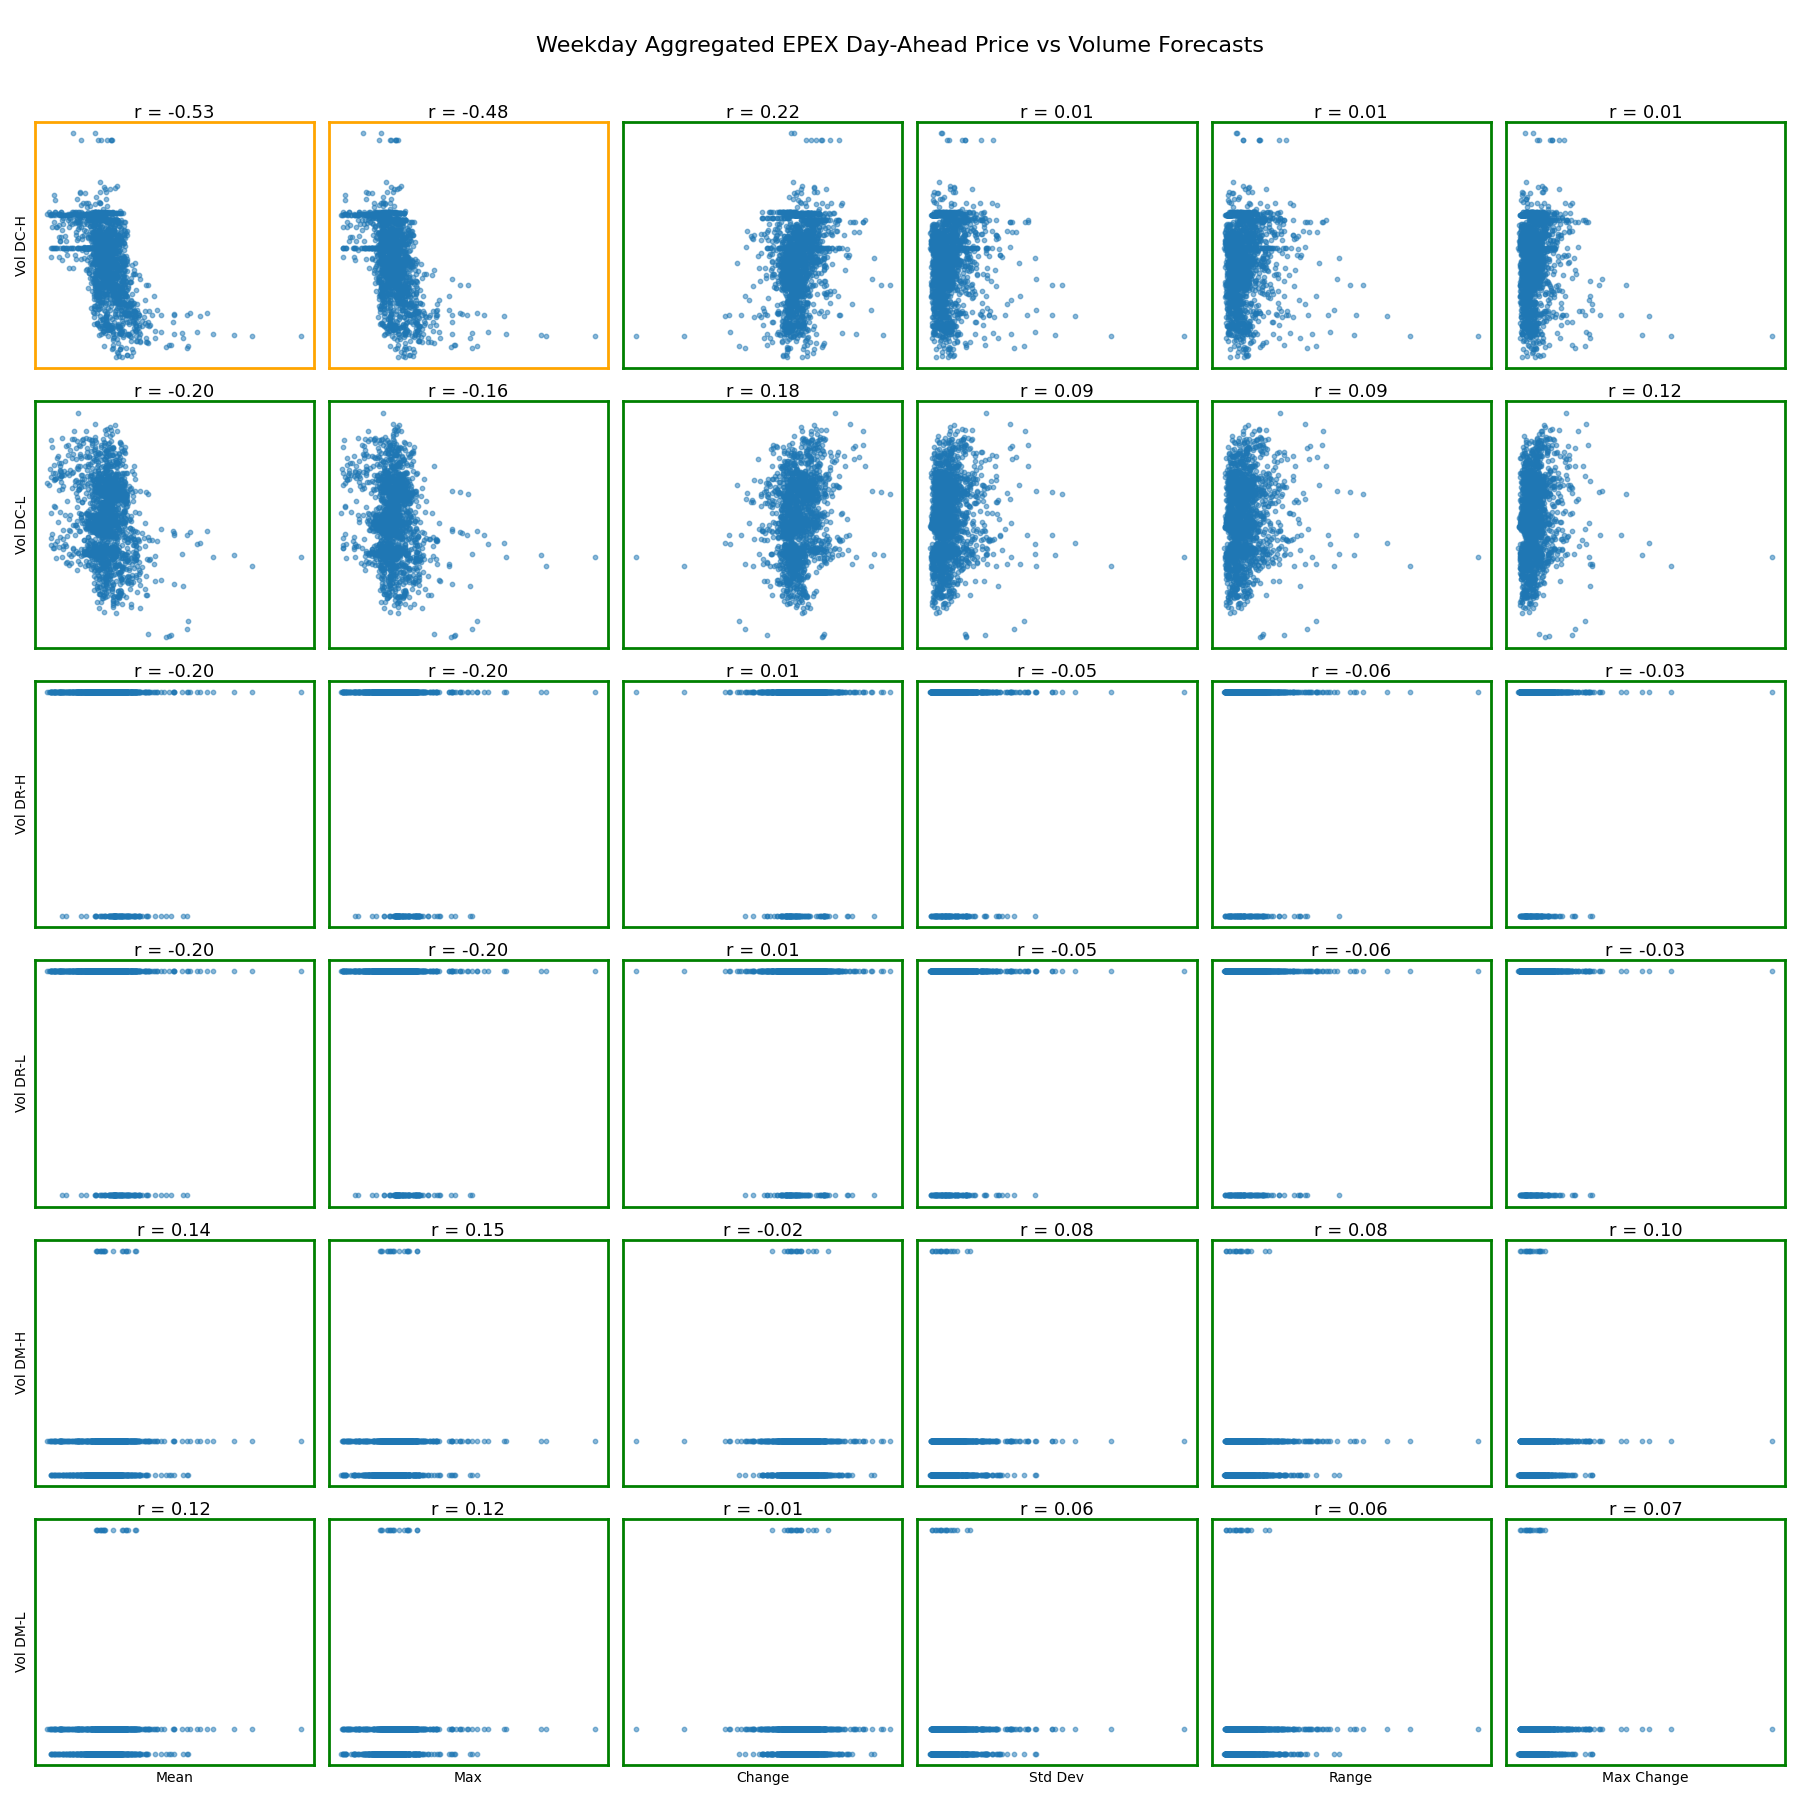 Weekday Aggregated EPEX Day-Ahead Price vs Volume Forecasts
r = -0.53
r = -0.48
r = 0.22
r = 0.01
r = 0.01
r = 0.01
Vol DC-H
r = -0.20
r = -0.16
r = 0.18
r = 0.09
r = 0.09
r = 0.12
Vol DC-L
r = -0.20
r = -0.20
r = 0.01
r = -0.05
r = -0.06
r = -0.03
Vol DR-H
r = -0.20
r = -0.20
r = 0.01
r = -0.05
r = -0.06
r = -0.03
Vol DR-L
r = 0.14
r = 0.15
r = -0.02
r = 0.08
r = 0.08
r = 0.10
Vol DM-H
r = 0.12
r = 0.12
r = -0.01
r = 0.06
r = 0.06
r = 0.07
Vol DM-L
Mean
Max
Change
Std Dev
Range
Max Change